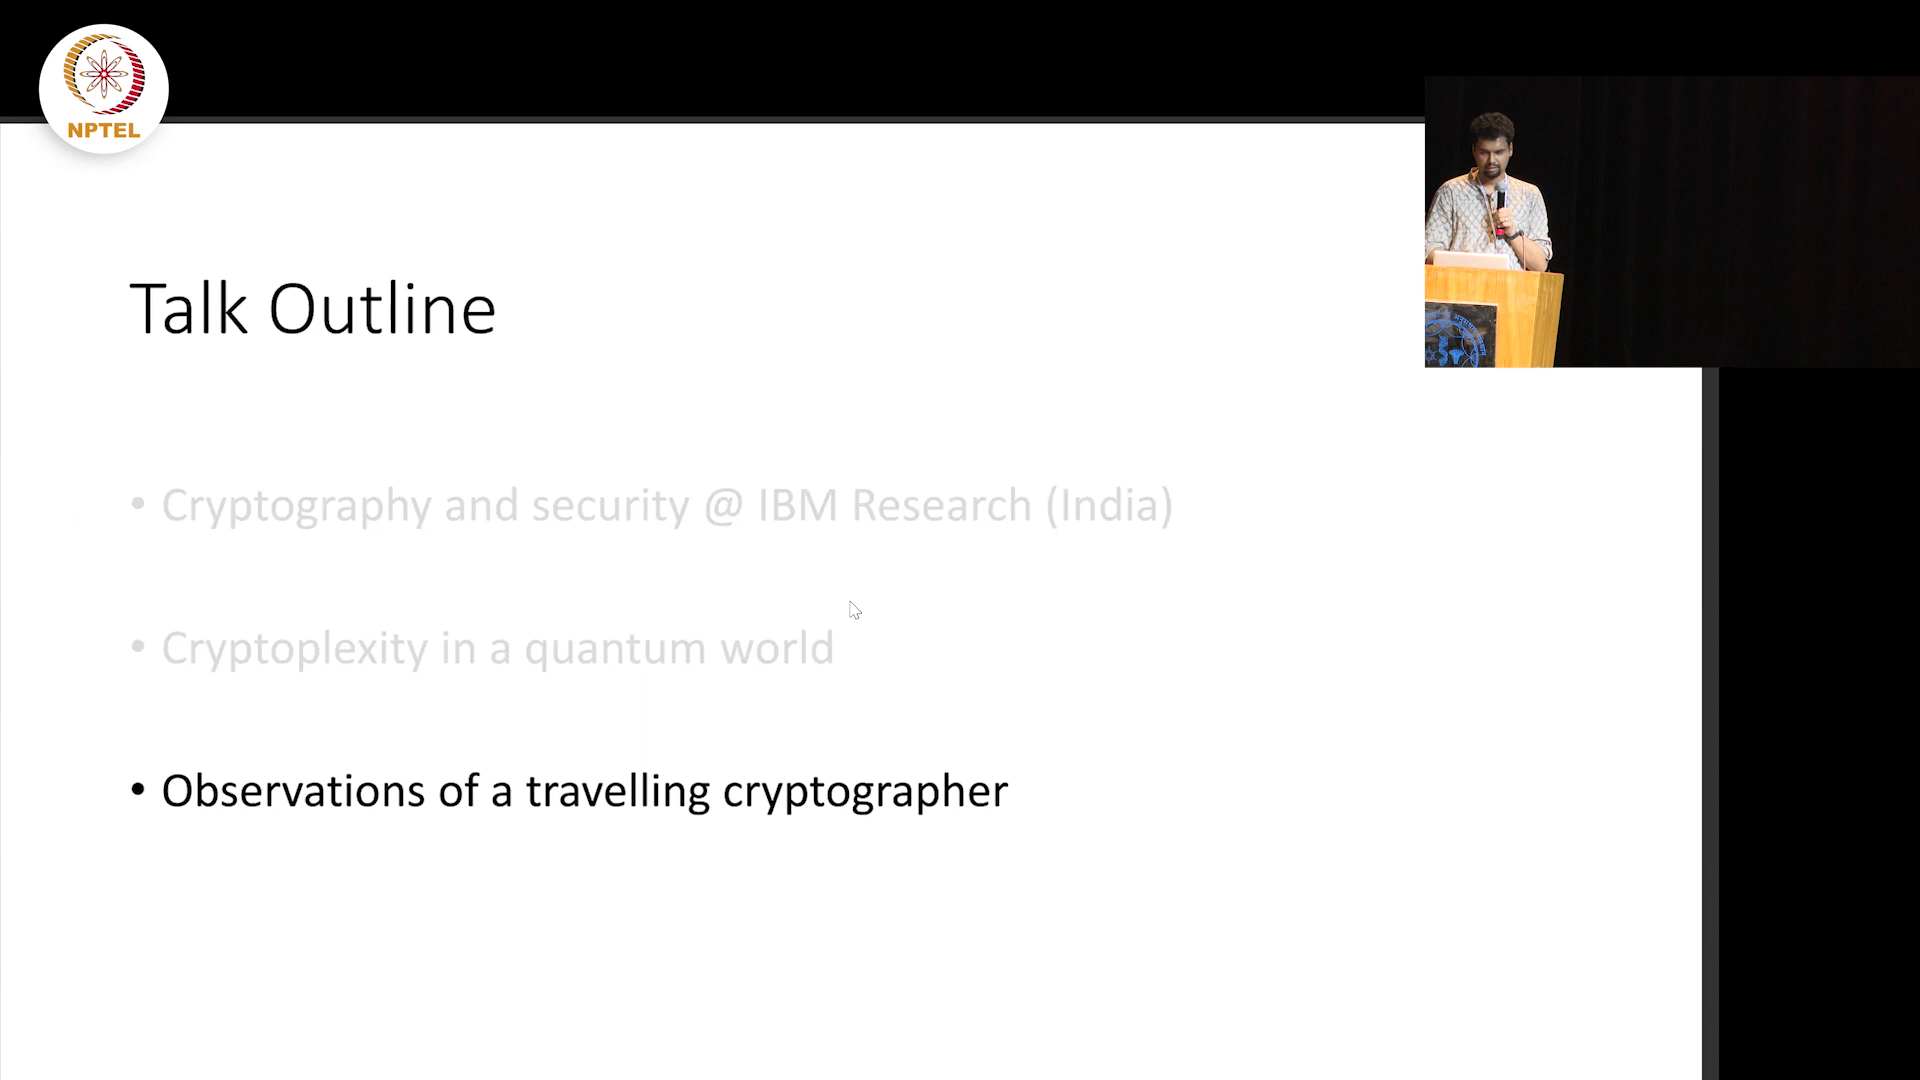 NPTEL
Talk Outline
• Cryptography and security @ IBM Research (India)
• Cryptoplexity in a quantum world
• Observations of a travelling cryptographer